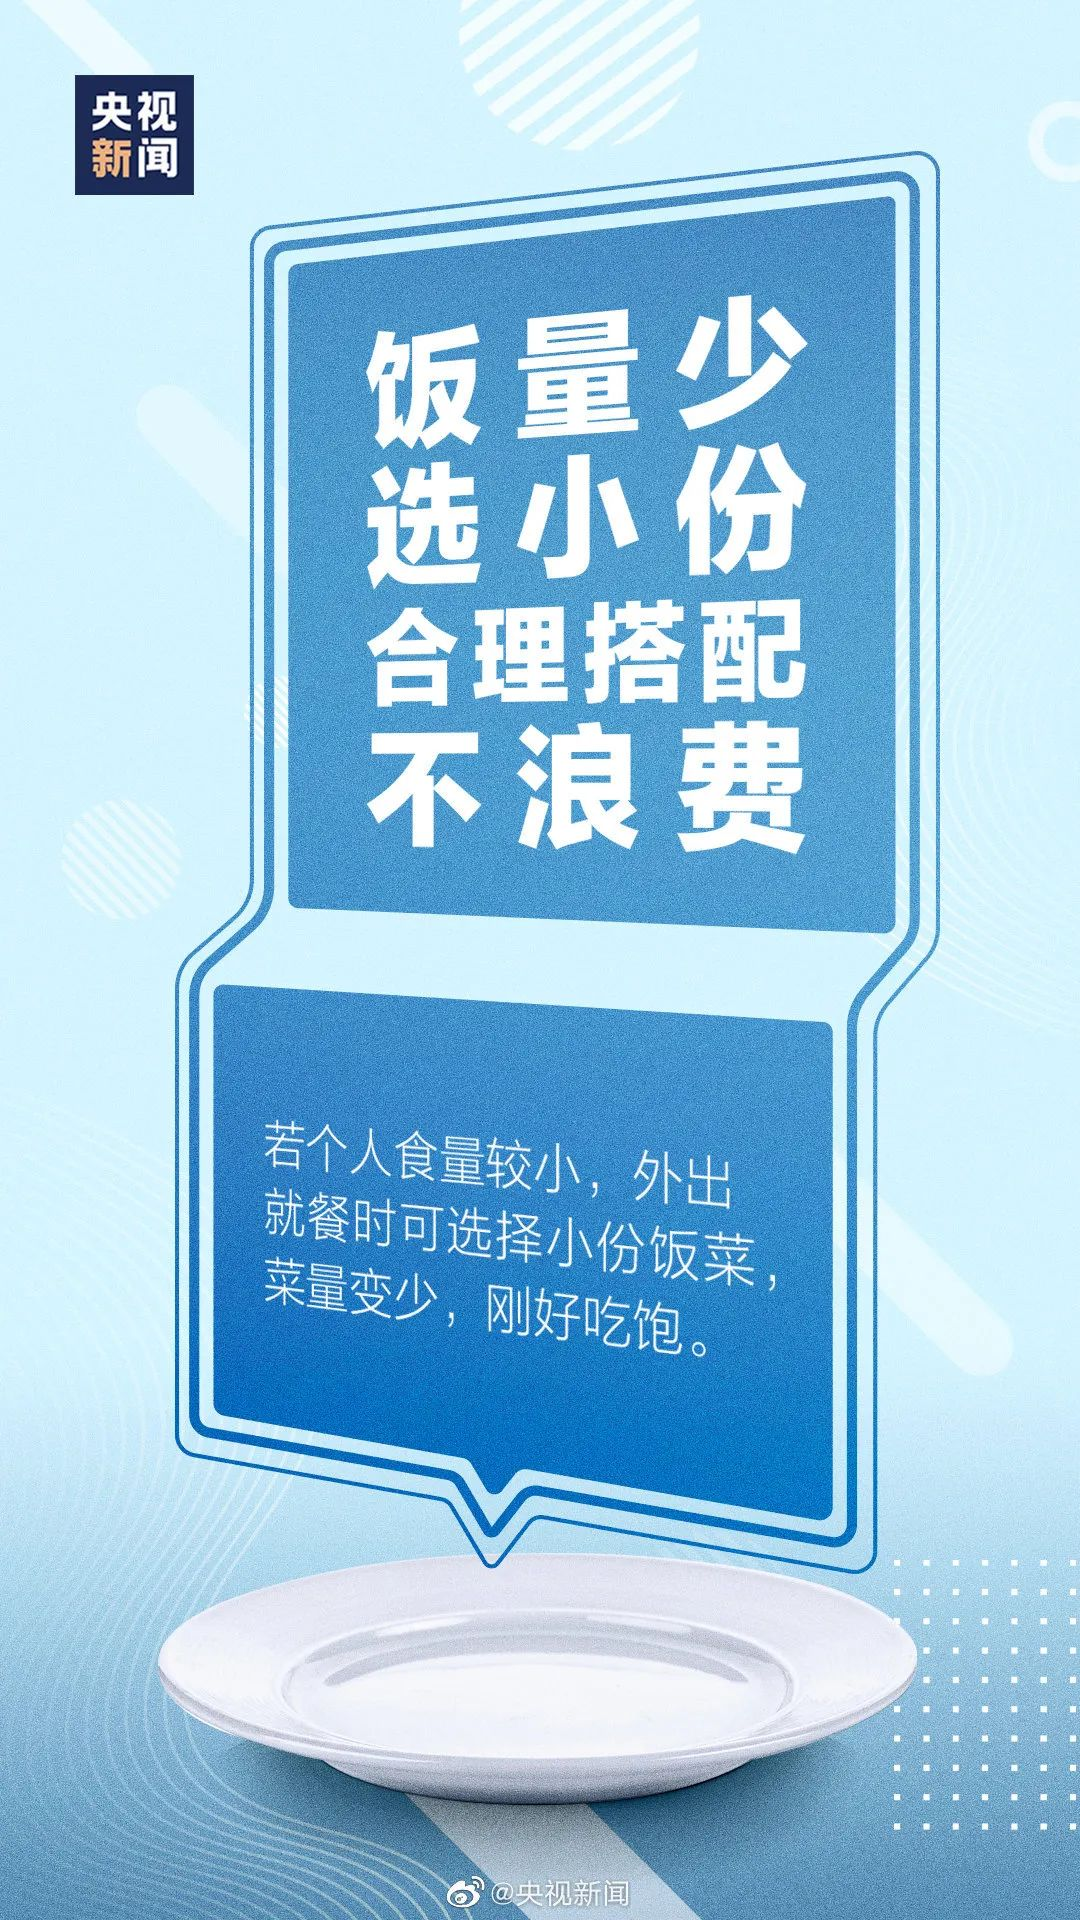 央视
新闻
饭量少
选小份
合理搭配
不浪费
若个人食量较小，外出
就餐时可选择小份饭菜，
菜量变少，刚好吃饱。
@央视新闻